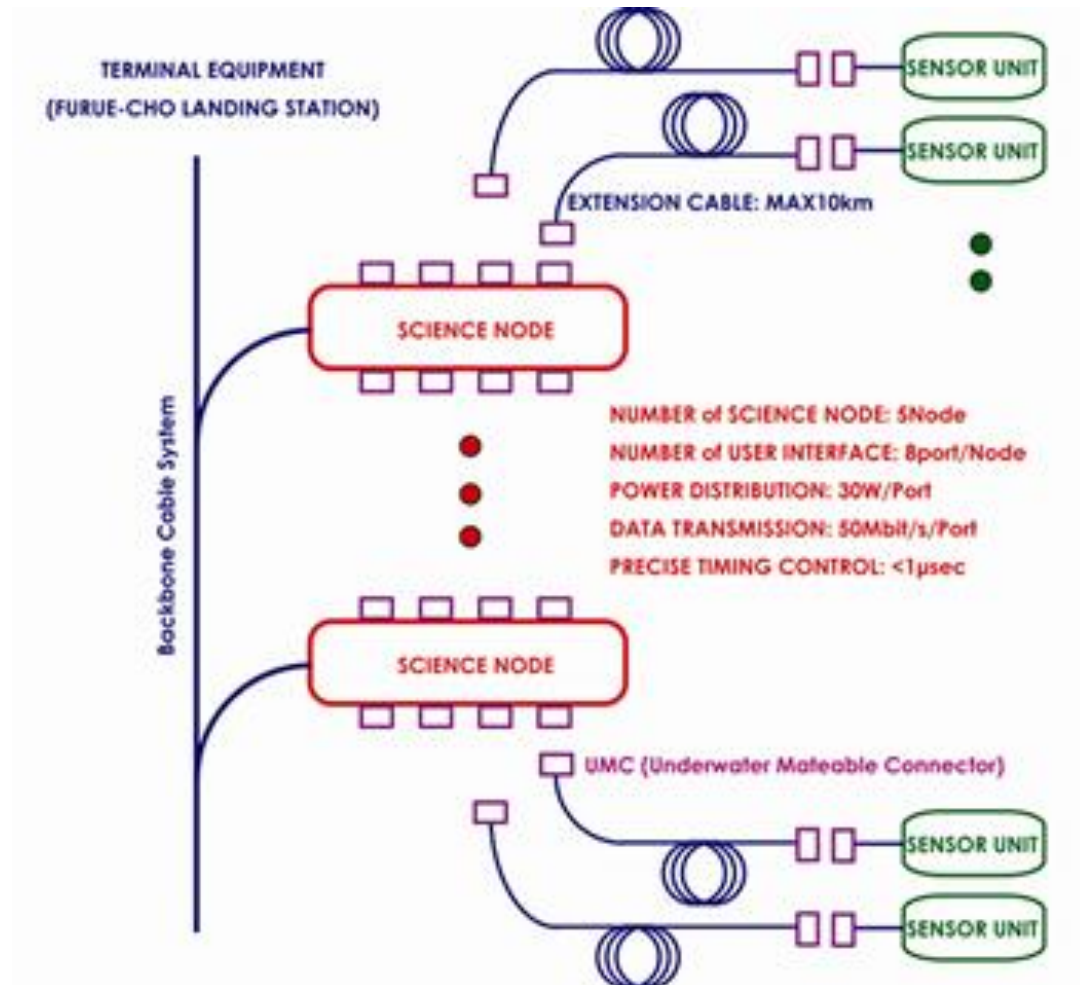 TERMINAL EQUIPMENT
(FURUE-CHO LANDING STATION)
SENSOR UNIT
SENSOR UNIT
EXTENSION CABLE: MAX10km
SCIENCE NODE
Backbone Cable System
NUMBER of SCIENCE NODE: 5Node
NUMBER of USER INTERFACE: 8port/Node
POWER DISTRIBUTION: 30W/Port
DATA TRANSMISSION: 50Mbit/s/Port
PRECISE TIMING CONTROL: <1μsec
SCIENCE NODE
UMC (Underwater Mateable Connector)
SENSOR UNIT
SENSOR UNIT